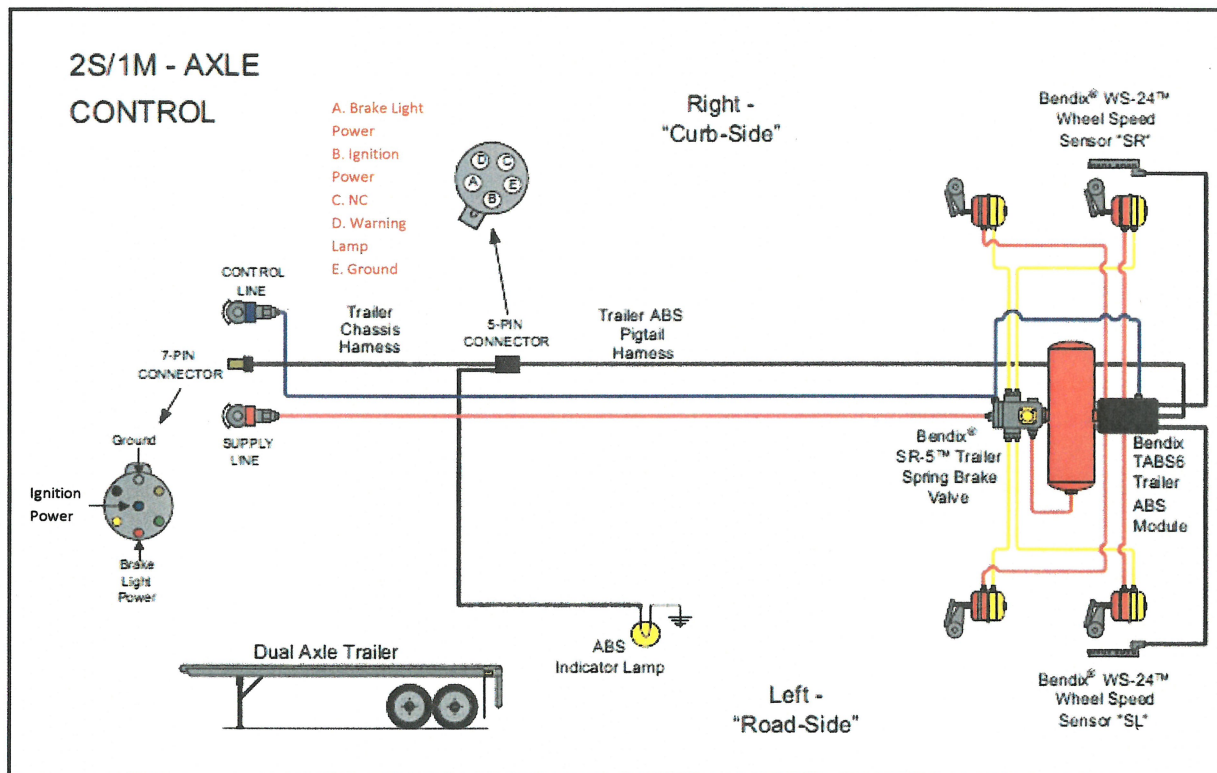 2S/1M - AXLE
CONTROL
A. Brake Light
Power
B. Ignition
Power
C. NC
D. Warning
Lamp
E. Ground
D
C
A
E
B
Right -
"Curb-Side"
Bendix® WS-24™
Wheel Speed
Sensor "SR"
CONTROL
LINE
Trailer
Chassis
Harness
5-PIN
CONNECTOR
Trailer ABS
Pigtail
Harness
7-PIN
CONNECTOR
SUPPLY
LINE
Ground
Ignition
Power
Brake
Light
Power
Bendix®
SR-5™ Trailer
Spring Brake
Valve
Bendix
TABS6
Trailer
ABS
Module
ABS
Indicator Lamp
Dual Axle Trailer
Left -
"Road-Side"
Bendix® WS-24™
Wheel Speed
Sensor "SL"